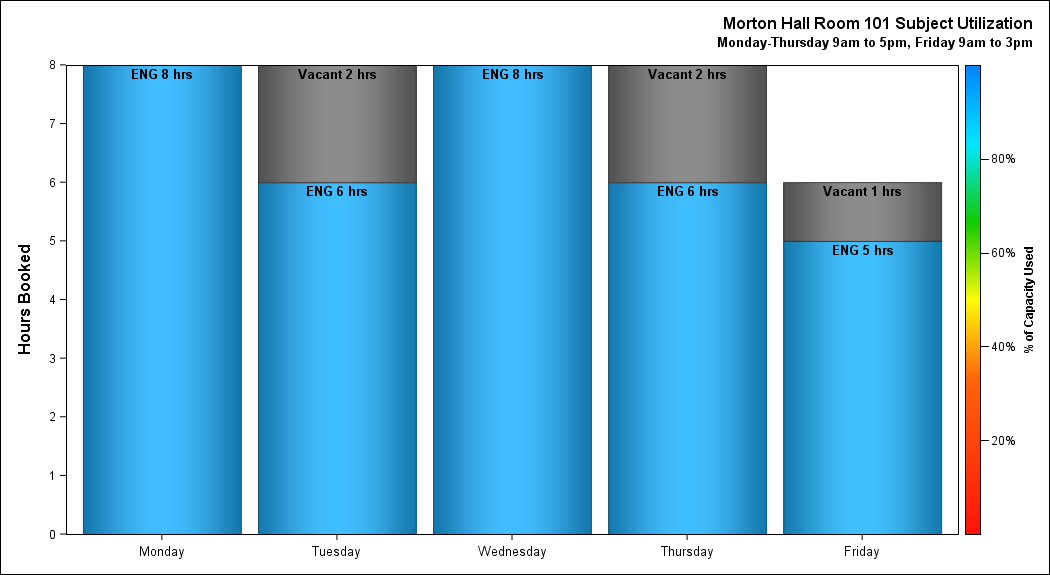 Morton Hall Room 101 Subject Utilization
Monday-Thursday 9am to 5pm, Friday 9am to 3pm
Hours Booked
8
7
6
5
4
3
2
1
0
ENG 8 hrs
Vacant 2 hrs
ENG 6 hrs
ENG 8 hrs
Vacant 2 hrs
ENG 6 hrs
Vacant 1 hrs
ENG 5 hrs
Monday
Tuesday
Wednesday
Thursday
Friday
80%
60%
40%
20%
% of Capacity Used